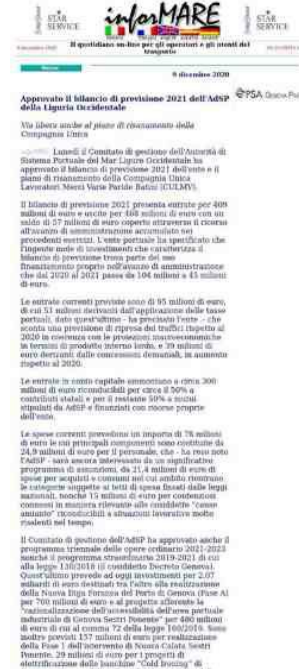 STAR
SERVICE
inforMARE
STAR
SERVICE
Il quotidiano on-line per gli operatori e gli utenti del
trasporto
9 dicembre 2020
PSA Genova Pra
Approvato il bilancio di previsione 2021 dell'AdSP
della Liguria Occidentale
Via libera anche al piano di risanamento della
Compagnia Unica
Lunedì il Comitato di gestione dell'Autorità di
Sistema Portuale del Mar Ligure Occidentale ha
approvato il bilancio di previsione 2021 dell'ente e il
piano di risanamento della Compagnia Unica
Lavoratori Merci Varie Paride Batini (CULMV).
Il bilancio di previsione 2021 presenta entrate per 409
milioni di euro e uscite per 468 milioni di euro con un
saldo di 57 milioni di euro coperto attraverso il ricorso
all'avanzo di amministrazione accumulato nei
precedenti esercizi. L'ente portuale ha specificato che
l'ingente mole di investimenti che caratterizza il
bilancio di previsione trova parte del suo
finanziamento proprio nell'avanzo di amministrazione
che dal 2020 al 2021 passa da 104 milioni a 45 milioni
di euro.
Le entrate correnti previste sono di 95 milioni di euro,
di cui 51 milioni derivanti dall'applicazione delle tasse
portuali, dato quest'ultimo - ha precisato l'ente - che
sconta una previsione di ripresa dei traffici rispetto al
2020 in coerenza con le proiezioni macroeconomiche
in termini di prodotto interno lordo, e 39 milioni di
euro derivanti dalle concessioni demaniali, in aumento
rispetto al 2020.
Le entrate in conto capitale ammontano a circa 300
milioni di euro riconducibili per circa il 50% a
contributi statali e per il restante 50% a mutui
stipulati da AdSP e finanziati con risorse proprie
dell'ente.
Le spese correnti prevedono un importo di 78 milioni
di euro le cui principali componenti sono costituite da
24,9 milioni di euro per il personale, che - ha reso noto
l'AdSP - sarà ancora interessato da un significativo
programma di assunzioni, da 21,4 milioni di euro di
spese per acquisti e consumi nel cui ambito rientrano
le categorie soggette ai tetti di spesa fissati dalle leggi
nazionali, nonché 15 milioni di euro per contenziosi
connessi in maniera rilevante alle cosiddette "cause
amianto" riconducibili a situazioni lavorative molto
risalenti nel tempo.
Il Comitato di gestione dell'AdSP ha approvato anche il
programma triennale delle opere ordinario 2021-2023
nonché il programma straordinario 2019-2021 di cui
alla legge 130/2018 (il cosiddetto Decreto Genova).
Quest'ultimo prevede ad oggi investimenti per 2,07
miliardi di euro destinati tra l'altro alla realizzazione
della Nuova Diga Foranea del Porto di Genova (Fase A)
per 700 milioni di euro e al progetto afferente la
"razionalizzazione dell'accessibilità dell'area portuale
industriale di Genova Sestri Ponente" per 480 milioni
di euro di cui al comma 72 della legge 160/2019. Sono
inoltre previsti 157 milioni di euro per realizzazione
della Fase 1 dell'intervento di Nuova Calata Sestri
Ponente, 29 milioni di euro per i progetti di
elettrificazione delle banchine "Cold Ironing" di